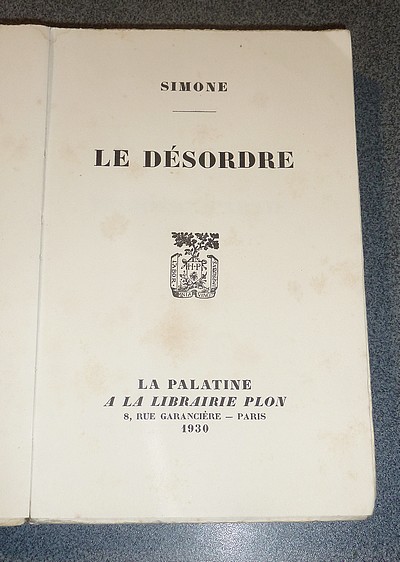 SIMONE
LE DÉSORDRE
H-P
LA PALATINE
A LA LIBRAIRIE PLON
8, RUE GARANCIÈRE — PARIS
1930